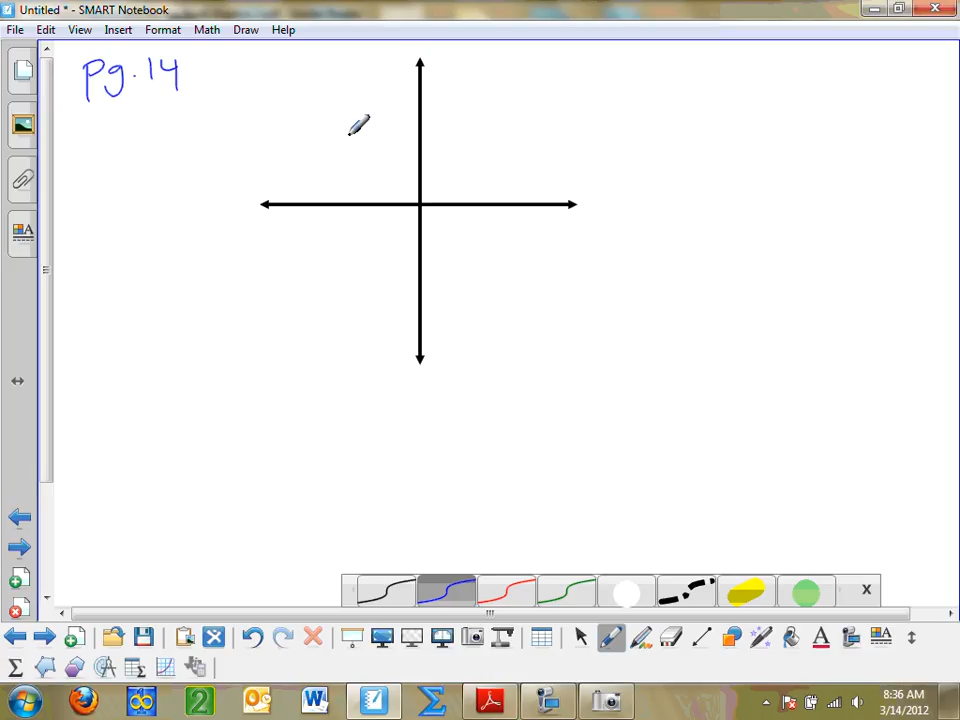 Untitled * - SMART Notebook
File Edit View Insert Format Math Draw Help
pg. 14
x
8:36 AM
3/14/2012